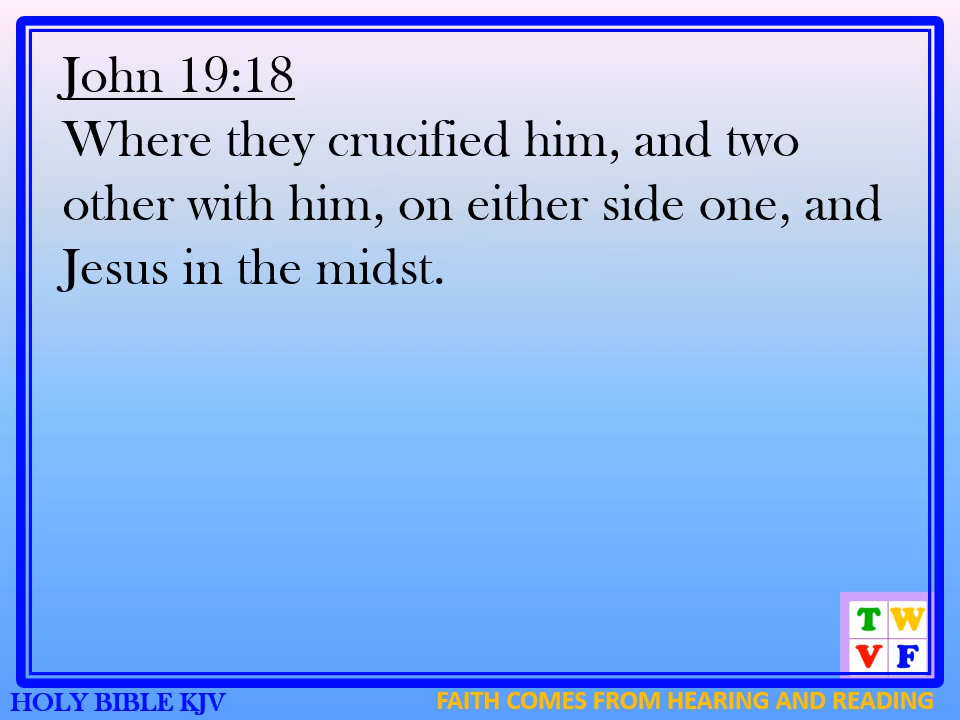 John 19:18
Where they crucified him, and two
other with him, on either side one, and
Jesus in the midst.
T W
V F
HOLY BIBLE KJV
FAITH COMES FROM HEARING AND READING